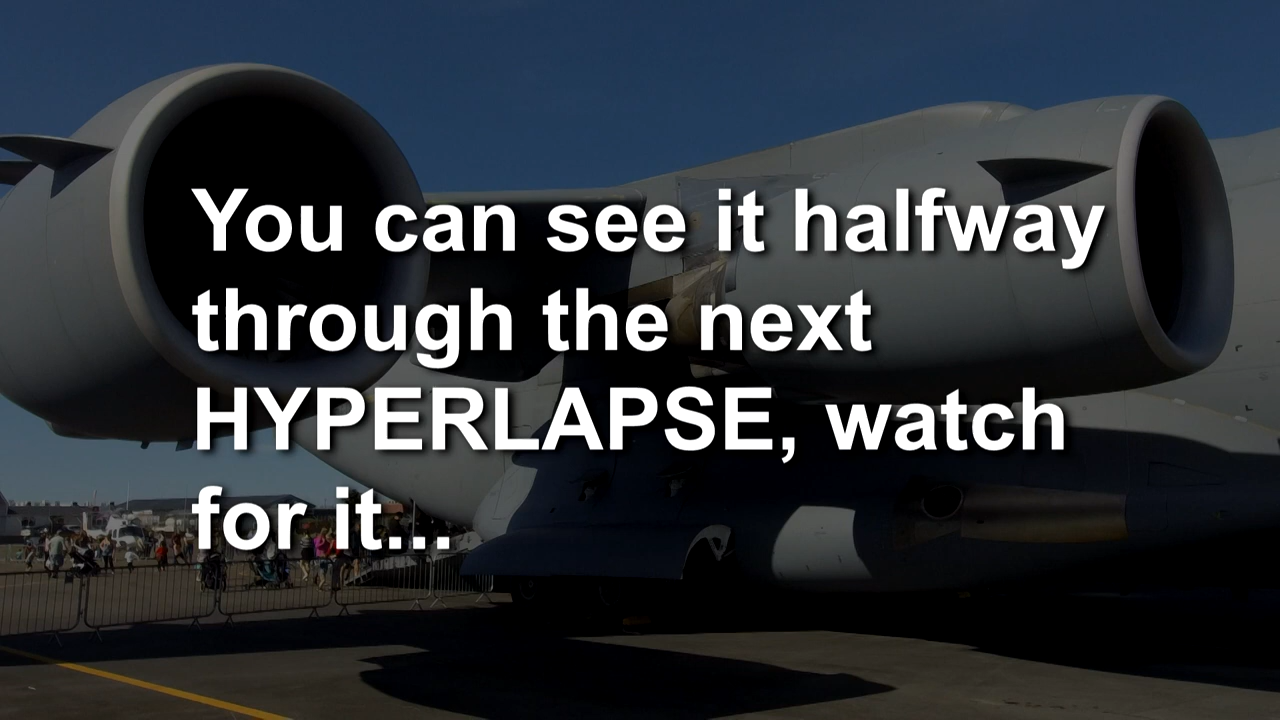 You can see it halfway
through the next
HYPERLAPSE, watch
for it...